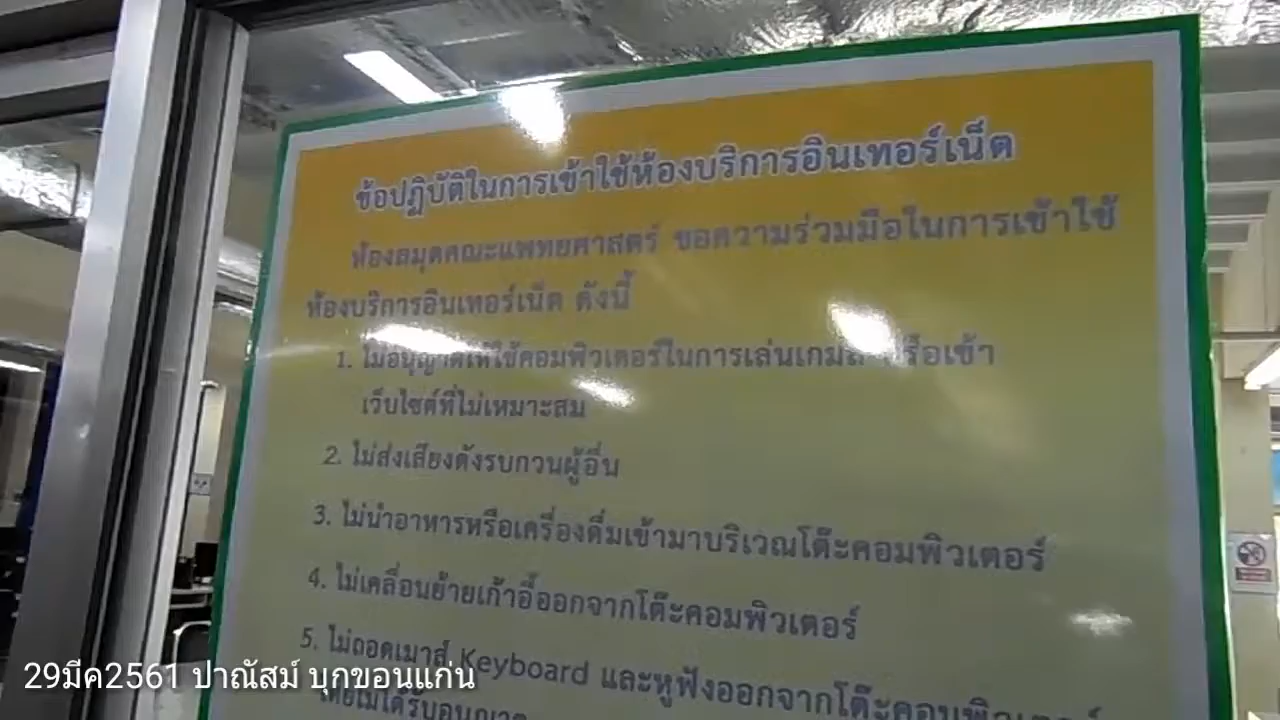 ข้อปฏิบัติในการเข้าใช้ห้องบริการอินเทอร์เน็ต
ห้องสมุดคณะแพทยศาสตร์ ขอความร่วมมือในการเข้าใช้
ห้องบริการอินเทอร์เน็ต ดังนี้
1. ไม่อนุญาตให้ใช้คอมพิวเตอร์ในการเล่นเกมส์หรือเข้า
เว็บไซต์ที่ไม่เหมาะสม
2. ไม่ส่งเสียงดังรบกวนผู้อื่น
3. ไม่นำอาหารหรือเครื่องดื่มเข้ามาบริเวณโต๊ะคอมพิวเตอร์
4. ไม่เคลื่อนย้ายเก้าอี้ออกจากโต๊ะคอมพิวเตอร์
5. ไม่ถอดเมาส์ Keyboard และหูฟังออกจากโต๊ะคอมพิวเตอร์
โดยไม่ได้รับอนุญาต
29มีค2561 ปาณัสม์ บุกขอนแก่น